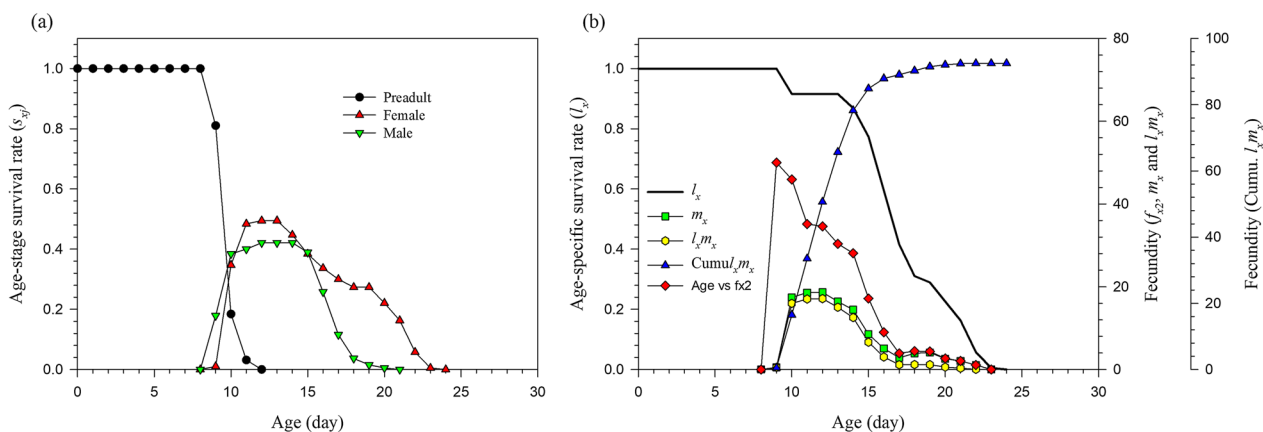 (a)
Age-stage survival rate (sxj)
1.0
0.8
0.6
0.4
0.2
0.0
Preadult
Female
Male
0 5 10 15 20 25 30
Age (day)
(b)
Age-specific survival rate (lx)
1.0
0.8
0.6
0.4
0.2
0.0
lx
mx
lxmx
Cumulxmx
Age vs fx2
0 5 10 15 20 25 30
Age (day)
80
60
40
20
0
Fecundity (fx2, mx and lxmx)
100
80
60
40
20
0
Fecundity (Cumu. lxmx)